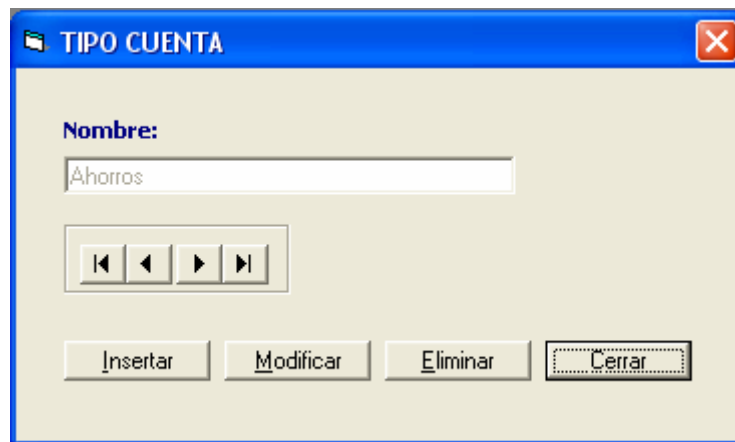 TIPO CUENTA
Nombre:
Ahorros
Insertar Modificar Eliminar Cerrar